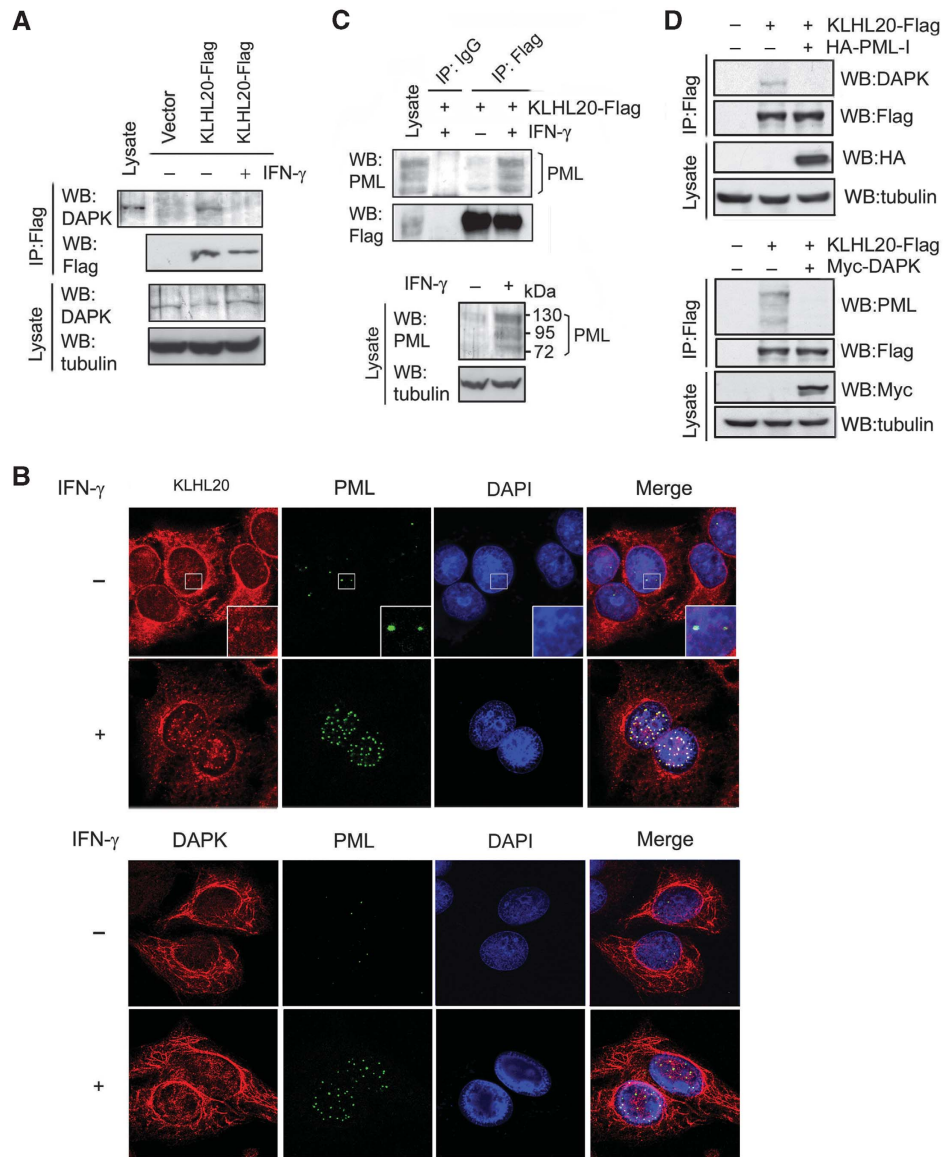 A
Lysate
Vector
KLHL20-Flag
KLHL20-Flag
– – + IFN-γ
IP:Flag
WB:
DAPK
WB:
Flag
Lysate
WB:
DAPK
WB:
tubulin
C
IP: IgG
IP: Flag
Lysate
+ + + KLHL20-Flag
+ – + IFN-γ
WB:
PML
PML
WB:
Flag
IFN-γ – + kDa
Lysate
WB:
PML
130
95
72
PML
WB:
tubulin
D
– + + KLHL20-Flag
– – + HA-PML-I
IP:Flag
WB:DAPK
WB:Flag
Lysate
WB:HA
WB:tubulin
– + + KLHL20-Flag
– – + Myc-DAPK
IP:Flag
WB:PML
WB:Flag
Lysate
WB:Myc
WB:tubulin
B
IFN-γ KLHL20 PML DAPI Merge
–
+
IFN-γ DAPK PML DAPI Merge
–
+